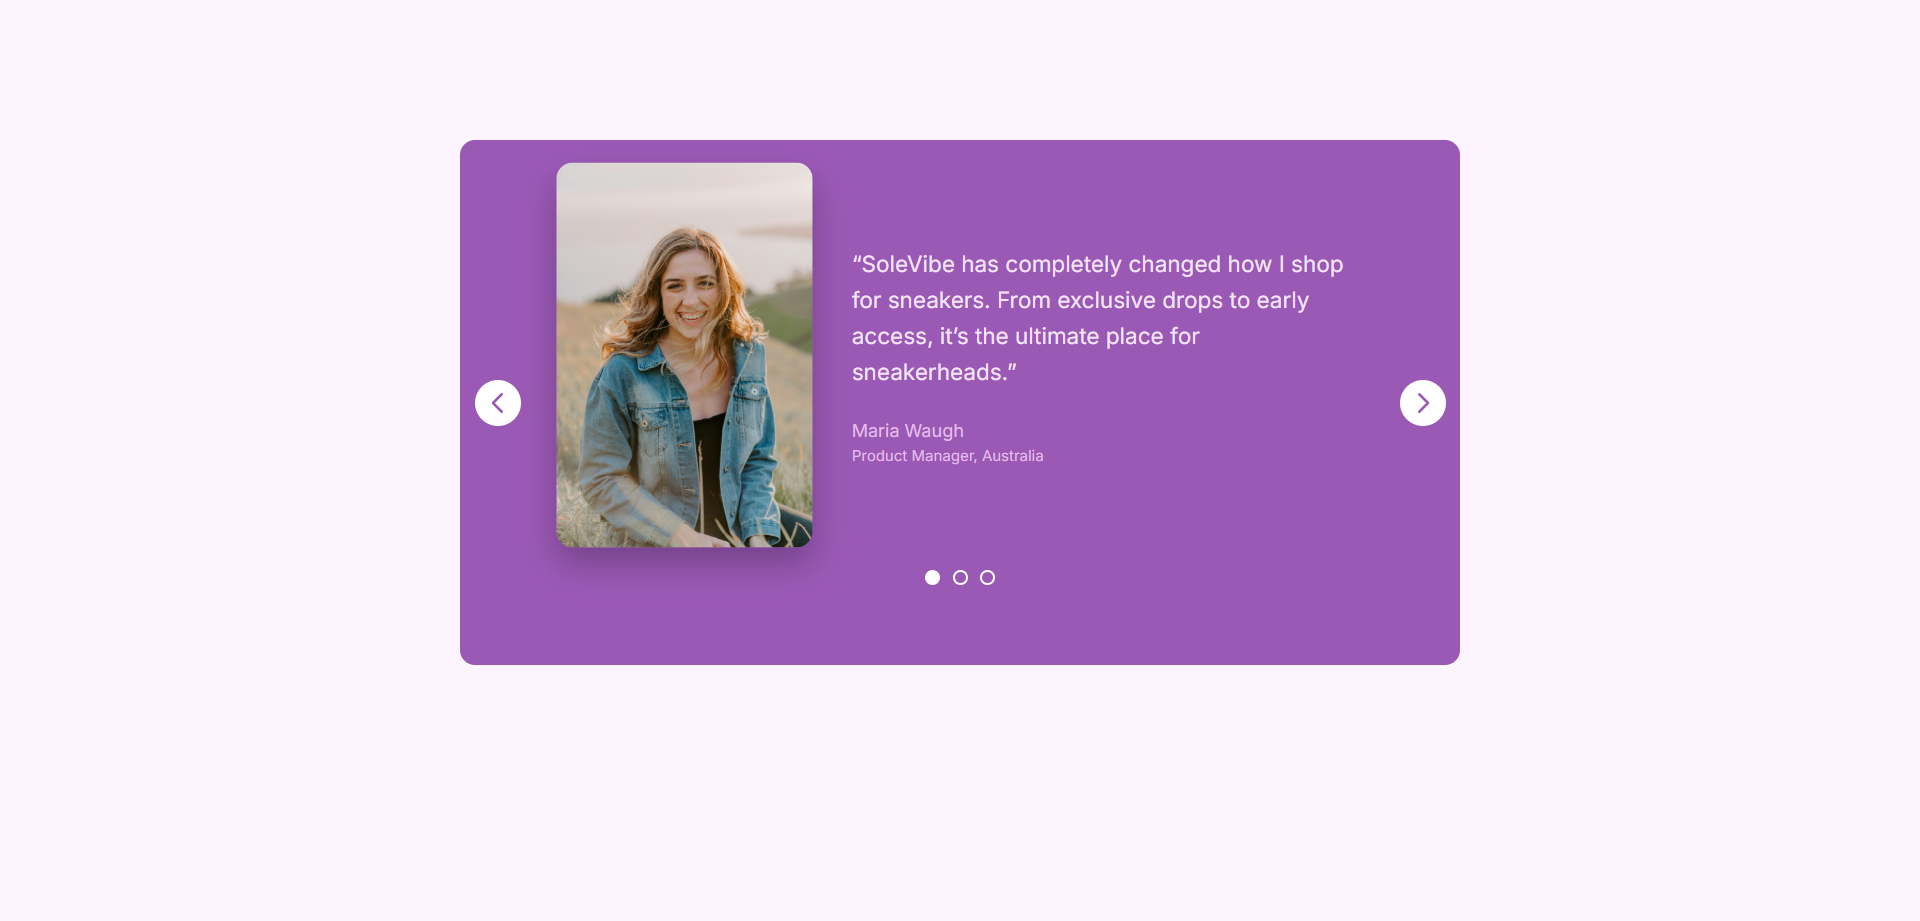 “SoleVibe has completely changed how I shop
for sneakers. From exclusive drops to early
access, it’s the ultimate place for
sneakerheads.”
Maria Waugh
Product Manager, Australia